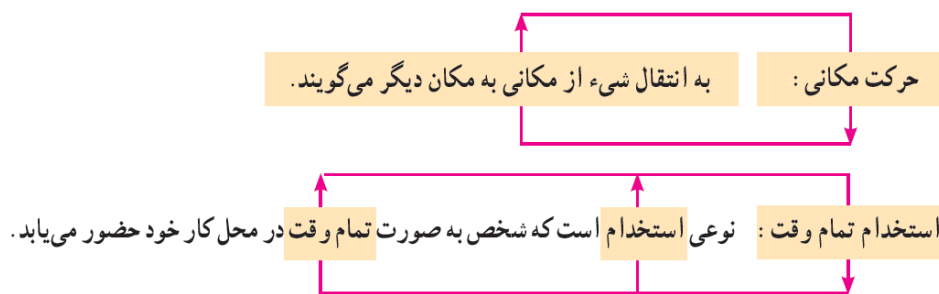 حرکت مکانی : به انتقال شیء از مکانی به مکان دیگر می‌گویند.
استخدام تمام وقت : نوعی استخدام است که شخص به صورت تمام وقت در محل کار خود حضور می‌یابد.